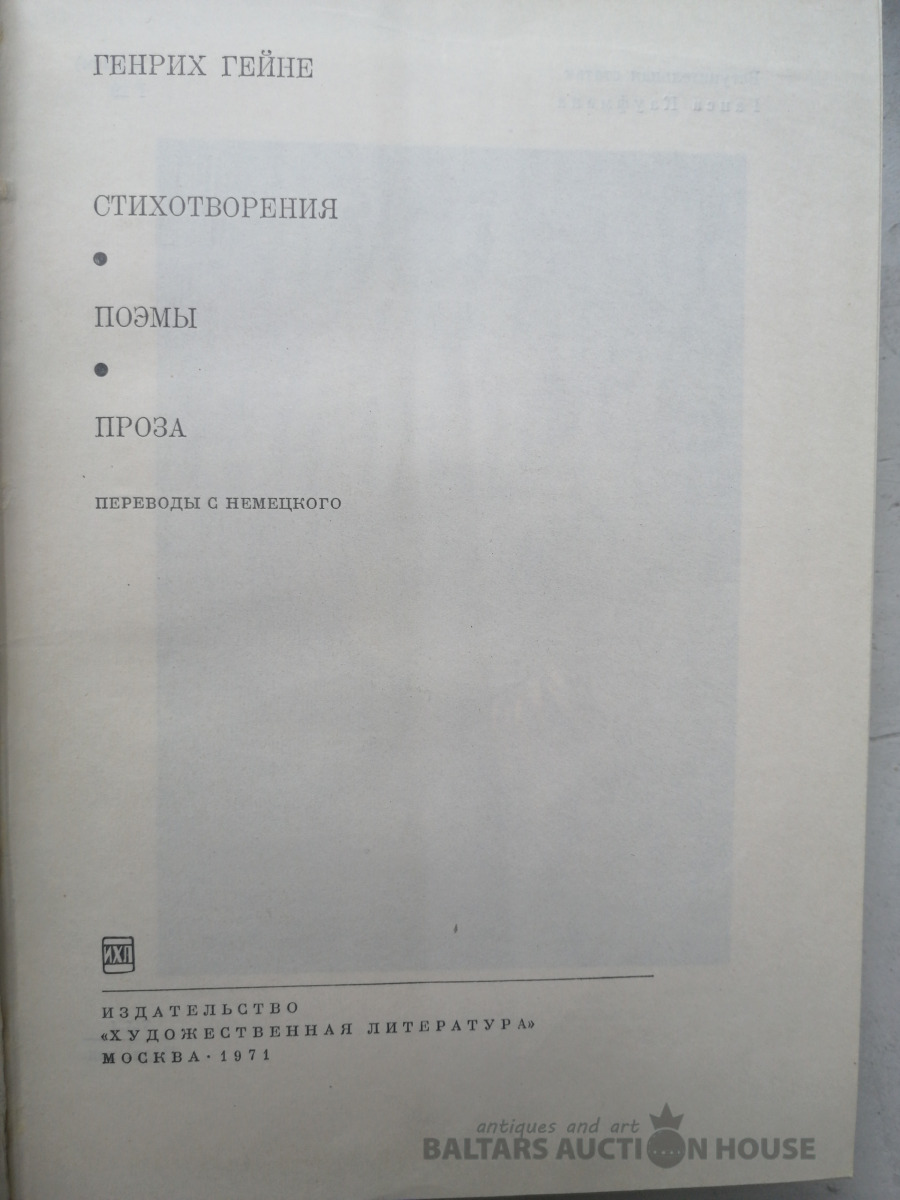 ГЕНРИХ ГЕЙНЕ
СТИХОТВОРЕНИЯ
•
ПОЭМЫ
•
ПРОЗА
ПЕРЕВОДЫ С НЕМЕЦКОГО
ИХЛ
ИЗДАТЕЛЬСТВО
«ХУДОЖЕСТВЕННАЯ ЛИТЕРАТУРА»
МОСКВА · 1971
antiques and art
BALTARS AUCTION HOUSE